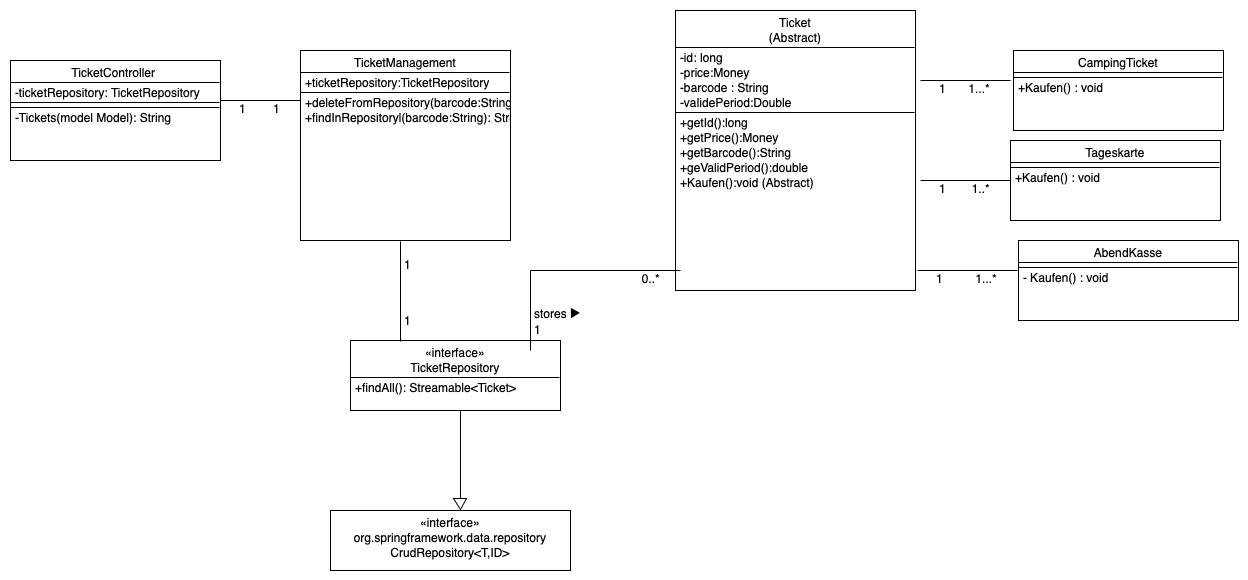 TicketController
-ticketRepository: TicketRepository
-Tickets(model Model): String
1
1
TicketManagement
+ticketRepository:TicketRepository
+deleteFromRepository(barcode:String
+findInRepositoryI(barcode:String): Str
1
1
Ticket
(Abstract)
-id: long
-price:Money
-barcode : String
-validePeriod:Double
+getId():long
+getPrice():Money
+getBarcode():String
+geValidPeriod():double
+Kaufen():void (Abstract)
1
1...*
CampingTicket
+Kaufen() : void
1
1..*
Tageskarte
+Kaufen() : void
1
1...*
AbendKasse
- Kaufen() : void
0..*
stores ▶
1
«interface»
TicketRepository
+findAll(): Streamable<Ticket>
«interface»
org.springframework.data.repository
CrudRepository<T,ID>